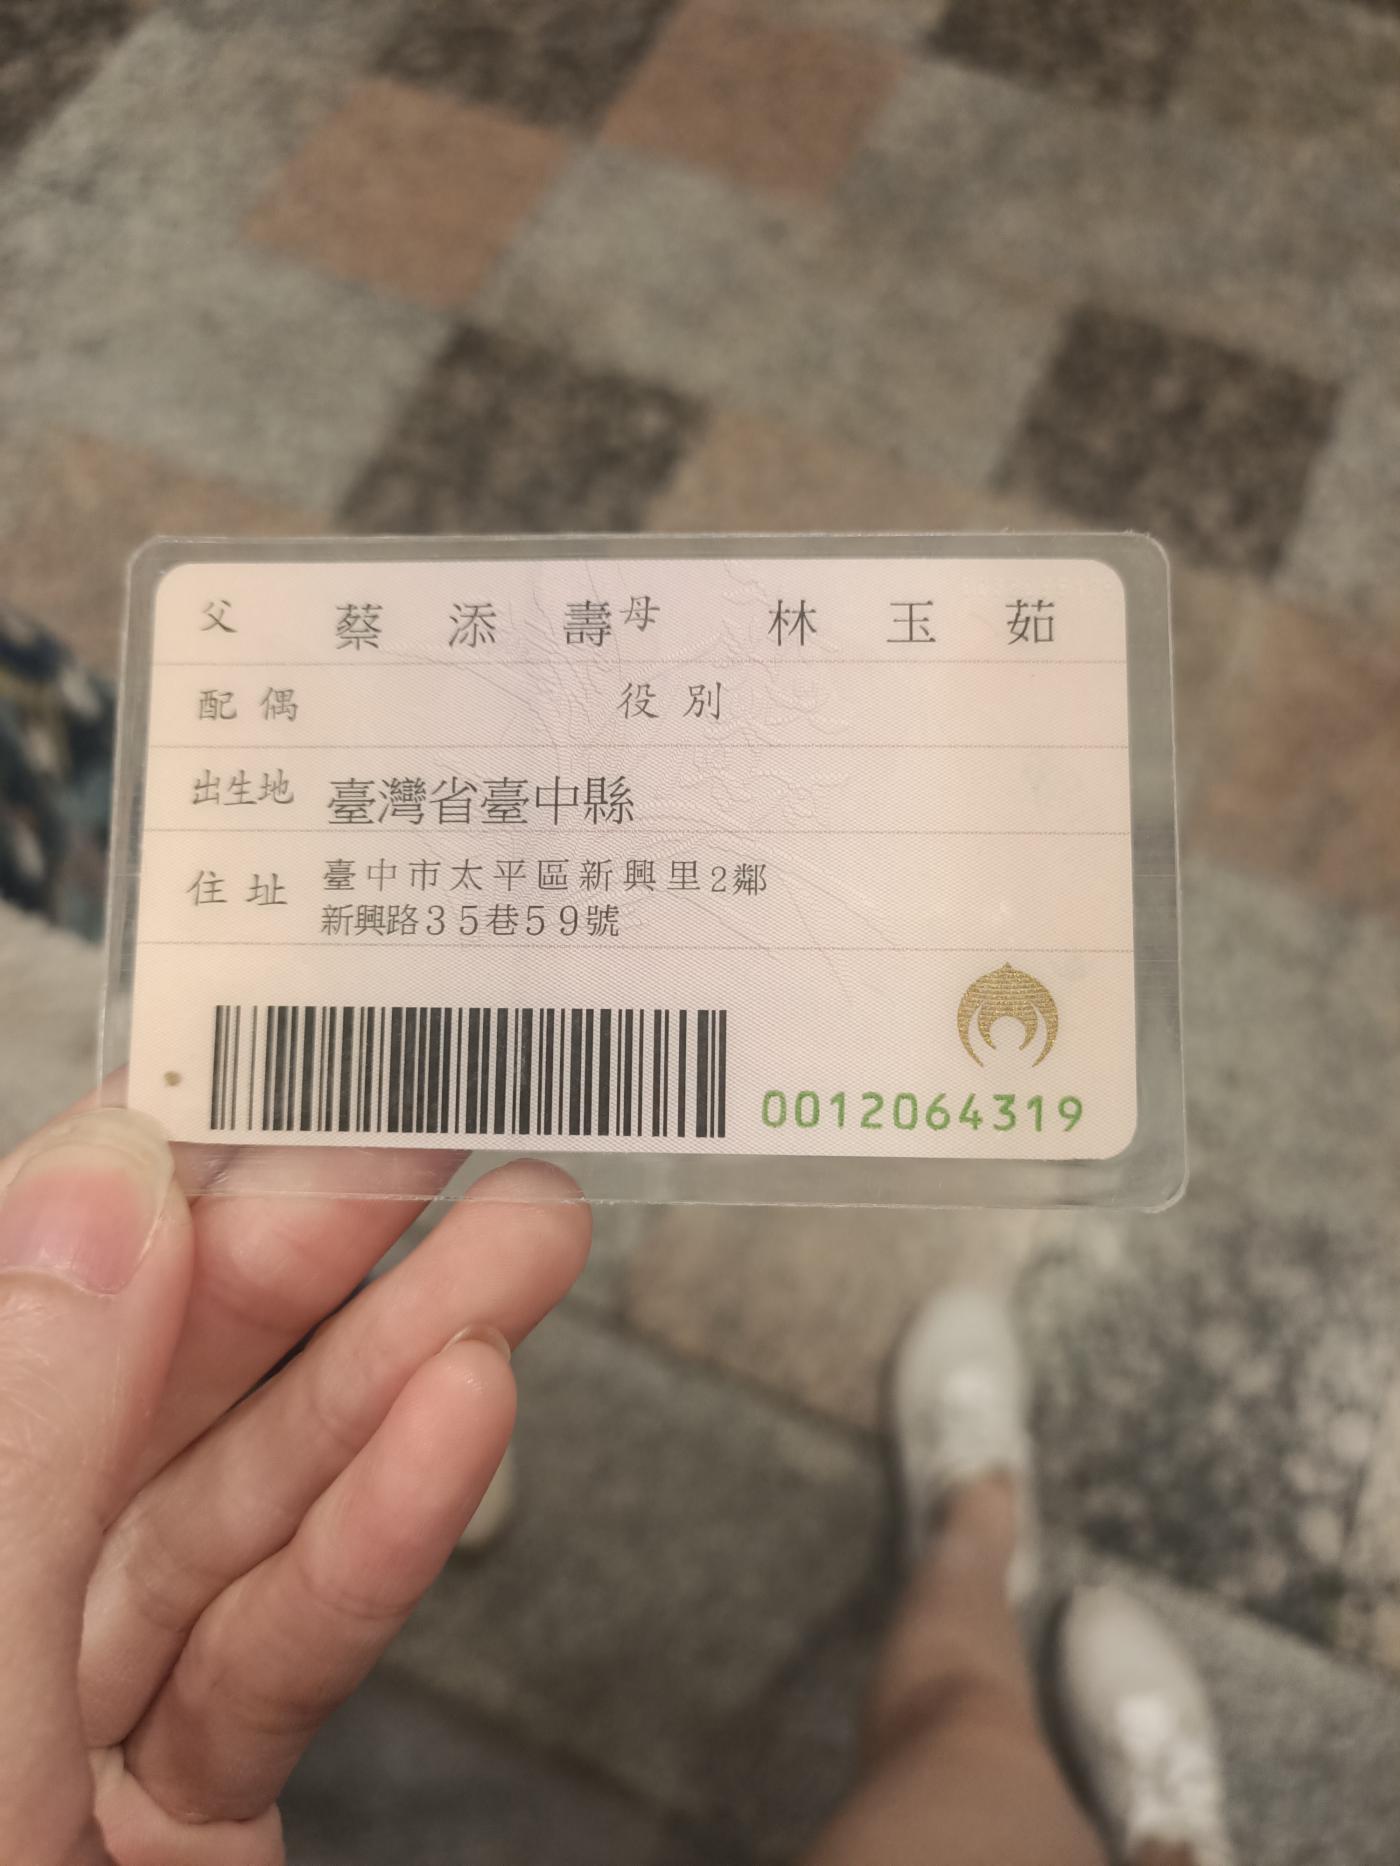 父 蔡添壽 母 林玉茹
配偶 役別
出生地 臺灣省臺中縣
住址 臺中市太平區新興里2鄰
新興路35巷59號
0012064319